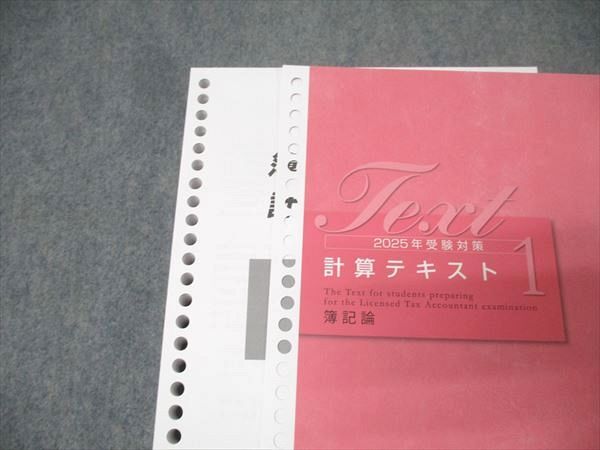 Text
2025年受験対策
計算テキスト 1
The Text for students preparing
for the Licensed Tax Accountant examination
簿記論